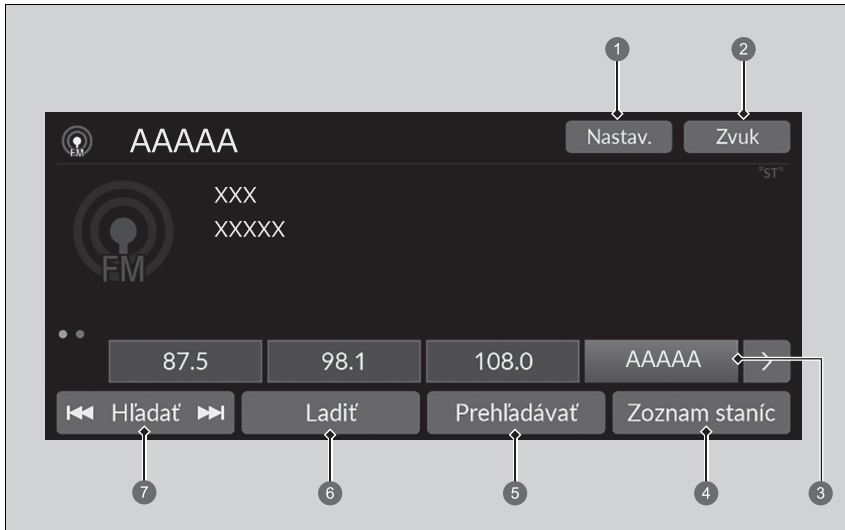 1 2
FM AAAAA Nastav. Zvuk
"ST"
XXX
XXXXX
FM
87.5 98.1 108.0 AAAAA >
Hľadať Ladiť Prehľadávať Zoznam staníc
7 6 5 4 3